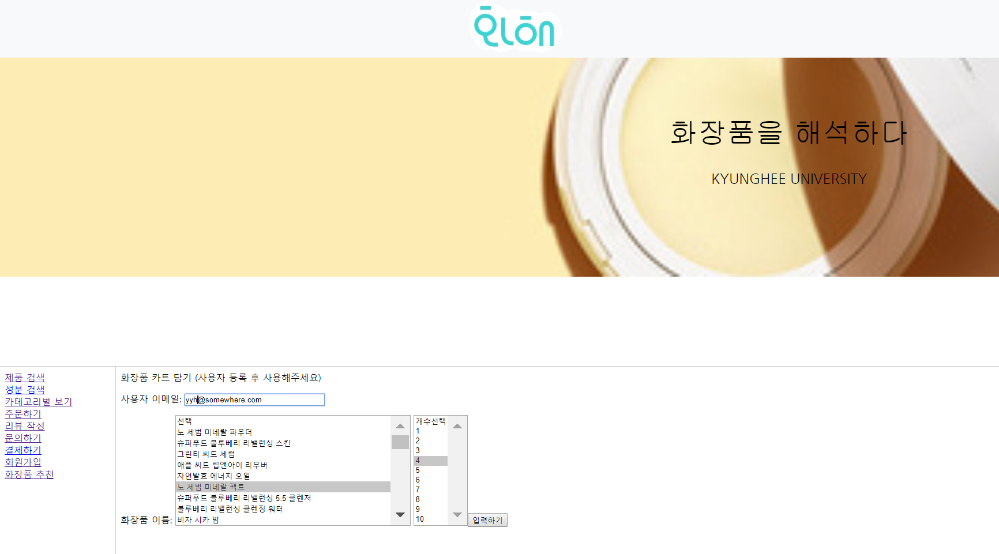 화장품을 해석하다
KYUNGHEE UNIVERSITY
제품 검색
성분 검색
카테고리별 보기
주문하기
리뷰 작성
문의하기
결제하기
회원가입
화장품 추천
화장품 카트 담기 (사용자 등록 후 사용해주세요)
사용자 이메일: yyh@somewhere.com
선택
노 세범 미네랄 파우더
슈퍼푸드 블루베리 리밸런싱 스킨
그린티 씨드 세럼
애플 씨드 립앤아이 리무버
자연발효 에너지 오일
노 세범 미네랄 팩트
슈퍼푸드 블루베리 리밸런싱 5.5 클렌저
블루베리 리밸런싱 클렌징 워터
비자 시카 밤
개수선택
1
2
3
4
5
6
7
8
9
10
화장품 이름:
입력하기